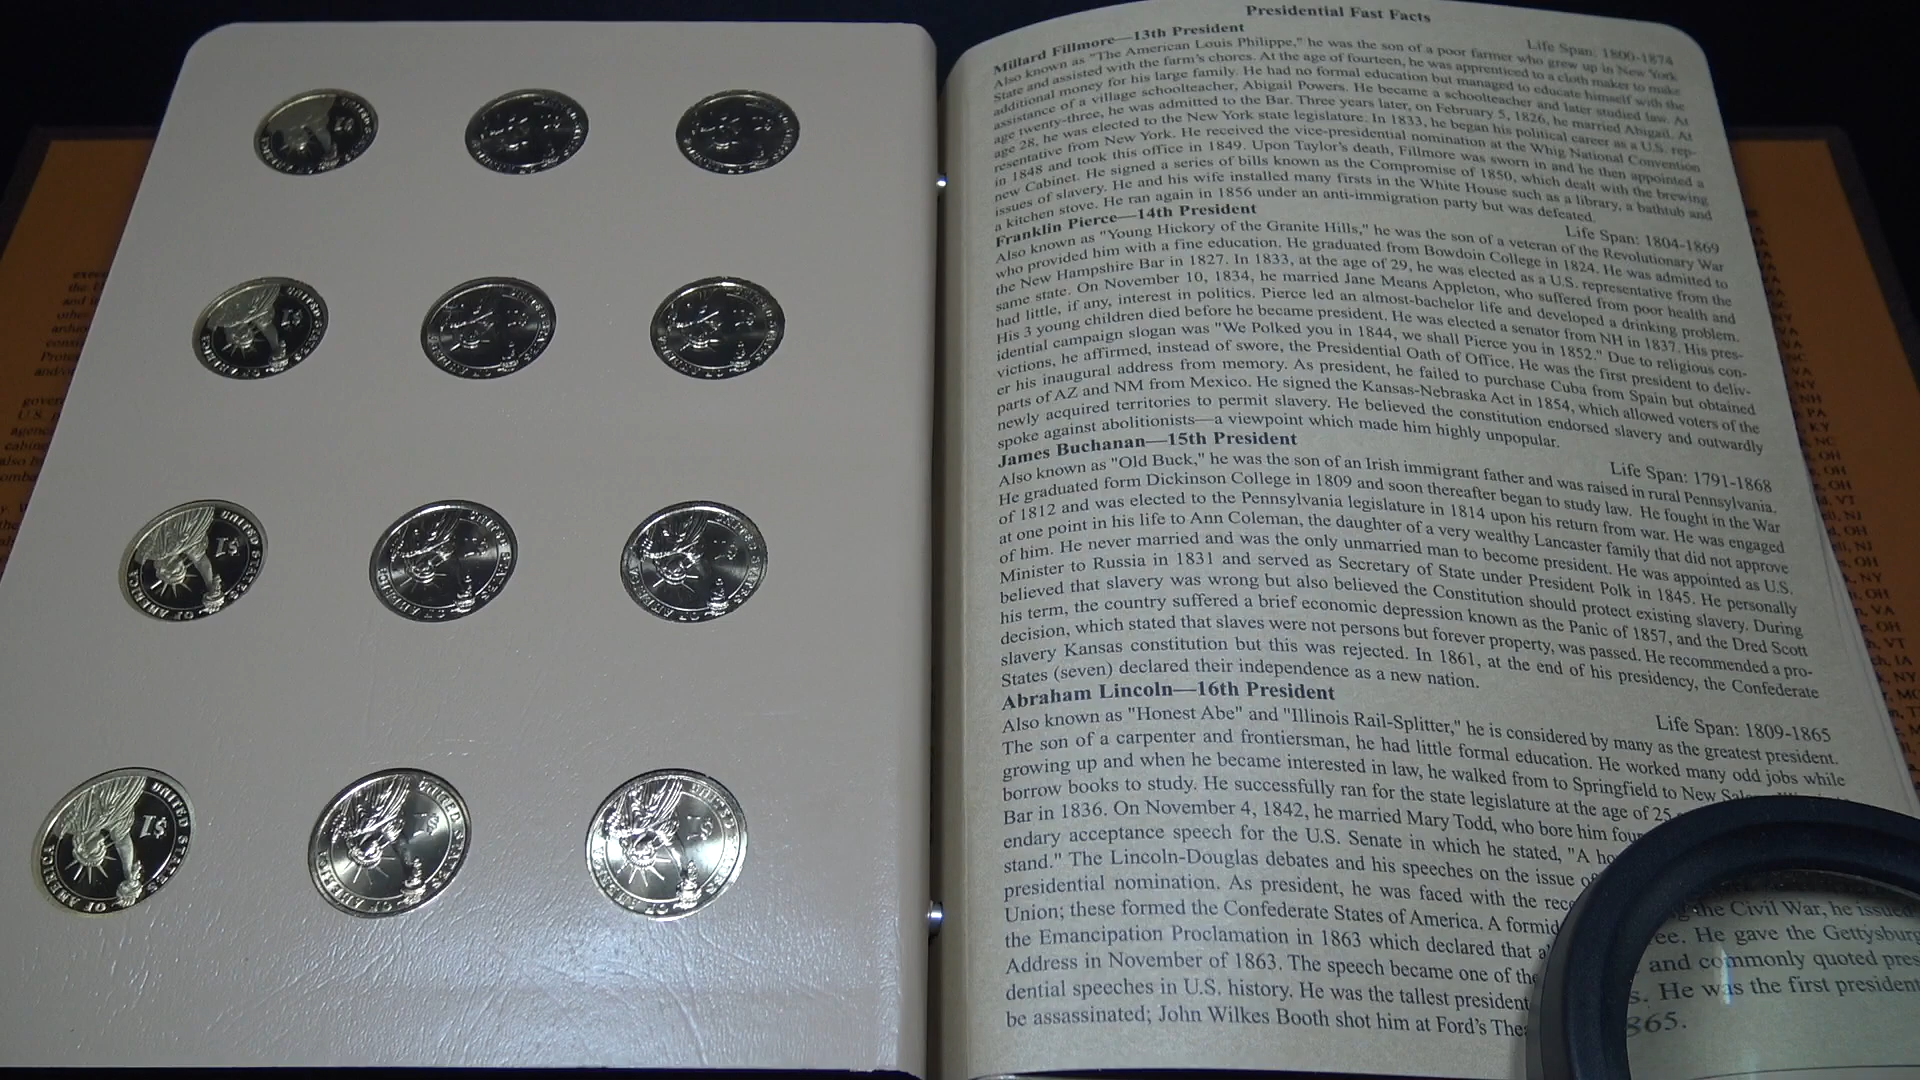 Presidential Fast Facts
Millard Fillmore—13th President Life Span: 1800-1874
Also known as "The American Louis Philippe," he was the son of a poor farmer who grew up in New York
State and assisted with the farm's chores. At the age of fourteen, he was apprenticed to a cloth maker to make
additional money for his large family. He had no formal education but managed to educate himself with the
assistance of a village schoolteacher, Abigail Powers. He became a schoolteacher and later studied law. At
age twenty-three, he was admitted to the Bar. Three years later, on February 5, 1826, he married Abigail. At
age 28, he was elected to the New York state legislature. In 1833, he began his political career as a U.S. rep-
resentative from New York. He received the vice-presidential nomination at the Whig National Convention
in 1848 and took this office in 1849. Upon Taylor's death, Fillmore was sworn in and he then appointed a
new Cabinet. He signed a series of bills known as the Compromise of 1850, which dealt with the brewing
issues of slavery. He and his wife installed many firsts in the White House such as a library, a bathtub and
a kitchen stove. He ran again in 1856 under an anti-immigration party but was defeated.
Franklin Pierce—14th President Life Span: 1804-1869
Also known as "Young Hickory of the Granite Hills," he was the son of a veteran of the Revolutionary War
who provided him with a fine education. He graduated from Bowdoin College in 1824. He was admitted to
the New Hampshire Bar in 1827. In 1833, at the age of 29, he was elected as a U.S. representative from the
same state. On November 10, 1834, he married Jane Means Appleton, who suffered from poor health and
had little, if any, interest in politics. Pierce led an almost-bachelor life and developed a drinking problem.
His 3 young children died before he became president. He was elected a senator from NH in 1837. His pres-
idential campaign slogan was "We Polked you in 1844, we shall Pierce you in 1852." Due to religious con-
victions, he affirmed, instead of swore, the Presidential Oath of Office. He was the first president to deliv-
er his inaugural address from memory. As president, he failed to purchase Cuba from Spain but obtained
parts of AZ and NM from Mexico. He signed the Kansas-Nebraska Act in 1854, which allowed voters of the
newly acquired territories to permit slavery. He believed the constitution endorsed slavery and outwardly
spoke against abolitionists—a viewpoint which made him highly unpopular.
James Buchanan—15th President Life Span: 1791-1868
Also known as "Old Buck," he was the son of an Irish immigrant father and was raised in rural Pennsylvania.
He graduated form Dickinson College in 1809 and soon thereafter began to study law. He fought in the War
of 1812 and was elected to the Pennsylvania legislature in 1814 upon his return from war. He was engaged
at one point in his life to Ann Coleman, the daughter of a very wealthy Lancaster family that did not approve
of him. He never married and was the only unmarried man to become president. He was appointed as U.S.
Minister to Russia in 1831 and served as Secretary of State under President Polk in 1845. He personally
believed that slavery was wrong but also believed the Constitution should protect existing slavery. During
his term, the country suffered a brief economic depression known as the Panic of 1857, and the Dred Scott
decision, which stated that slaves were not persons but forever property, was passed. He recommended a pro-
slavery Kansas constitution but this was rejected. In 1861, at the end of his presidency, the Confederate
States (seven) declared their independence as a new nation.
Abraham Lincoln—16th President Life Span: 1809-1865
Also known as "Honest Abe" and "Illinois Rail-Splitter," he is considered by many as the greatest president.
The son of a carpenter and frontiersman, he had little formal education. He worked many odd jobs while
growing up and when he became interested in law, he walked from to Springfield to New
borrow books to study. He successfully ran for the state legislature at the age of 25
Bar in 1836. On November 4, 1842, he married Mary Todd, who bore him four
endary acceptance speech for the U.S. Senate in which he stated, "A
stand." The Lincoln-Douglas debates and his speeches on the issue
presidential nomination. As president, he was faced with the
Union; these formed the Confederate States of America. A the Civil War, he issued
the Emancipation Proclamation in 1863 which declared that He gave the Gettysburg
Address in November of 1863. The speech became one of the and commonly quoted
dential speeches in U.S. history. He was the tallest president He was the first president
be assassinated; John Wilkes Booth shot him at Ford's
UNITED STATES OF AMERICA $1
UNITED STATES OF AMERICA $1
UNITED STATES OF AMERICA $1